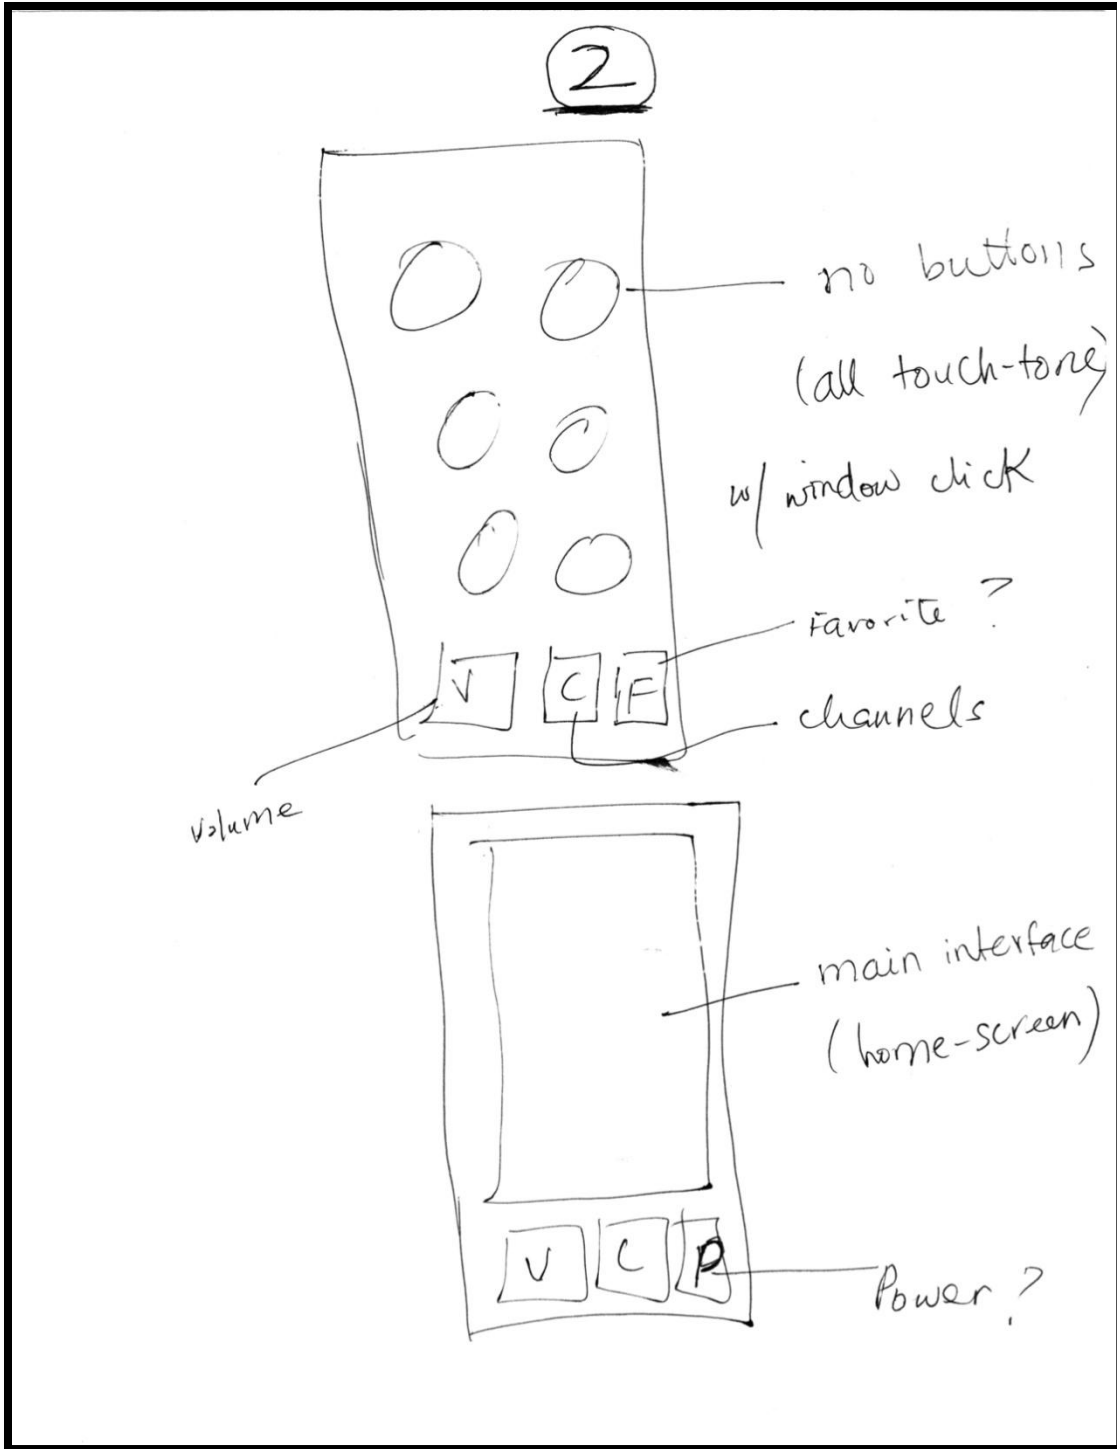 2
no buttons
(all touch-tone)
w/ window click
Favorite ?
V C F
channels
volume
main interface
(home-screen)
V C P
Power ?